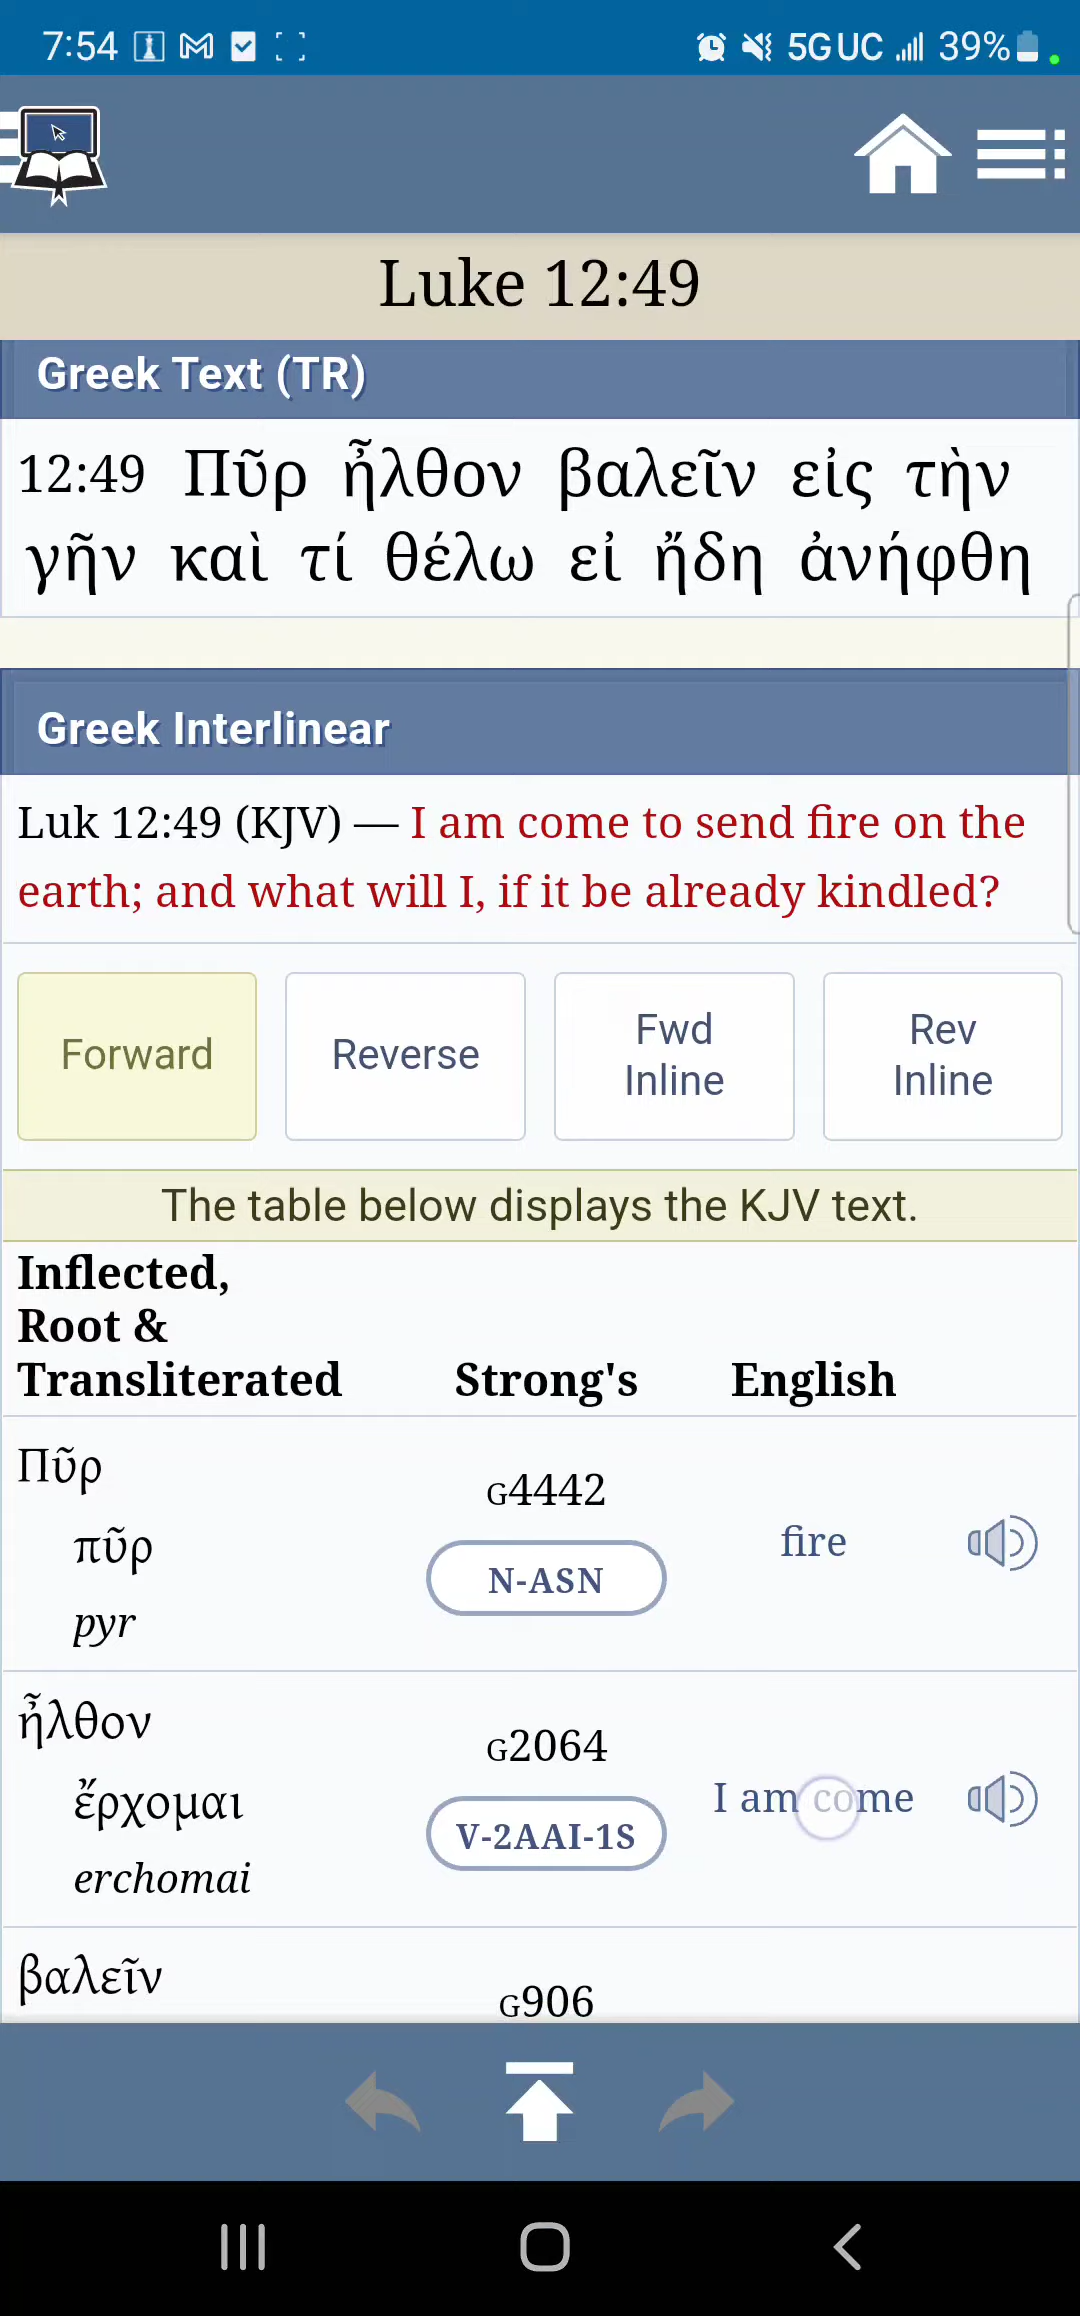 7:54 5G UC 39%
Luke 12:49
Greek Text (TR)
12:49 Πῦρ ἦλθον βαλεῖν εἰς τὴν
γῆν καὶ τί θέλω εἰ ἤδη ἀνήφθη
Greek Interlinear
Luk 12:49 (KJV) — I am come to send fire on the
earth; and what will I, if it be already kindled?
Forward Reverse Fwd Inline Rev Inline
The table below displays the KJV text.
Inflected,
Root &
Transliterated Strong's English
Πῦρ
πῦρ
pyr
G4442
N-ASN
fire
ἦλθον
ἔρχομαι
erchomai
G2064
V-2AAI-1S
I am come
βαλεῖν
G906